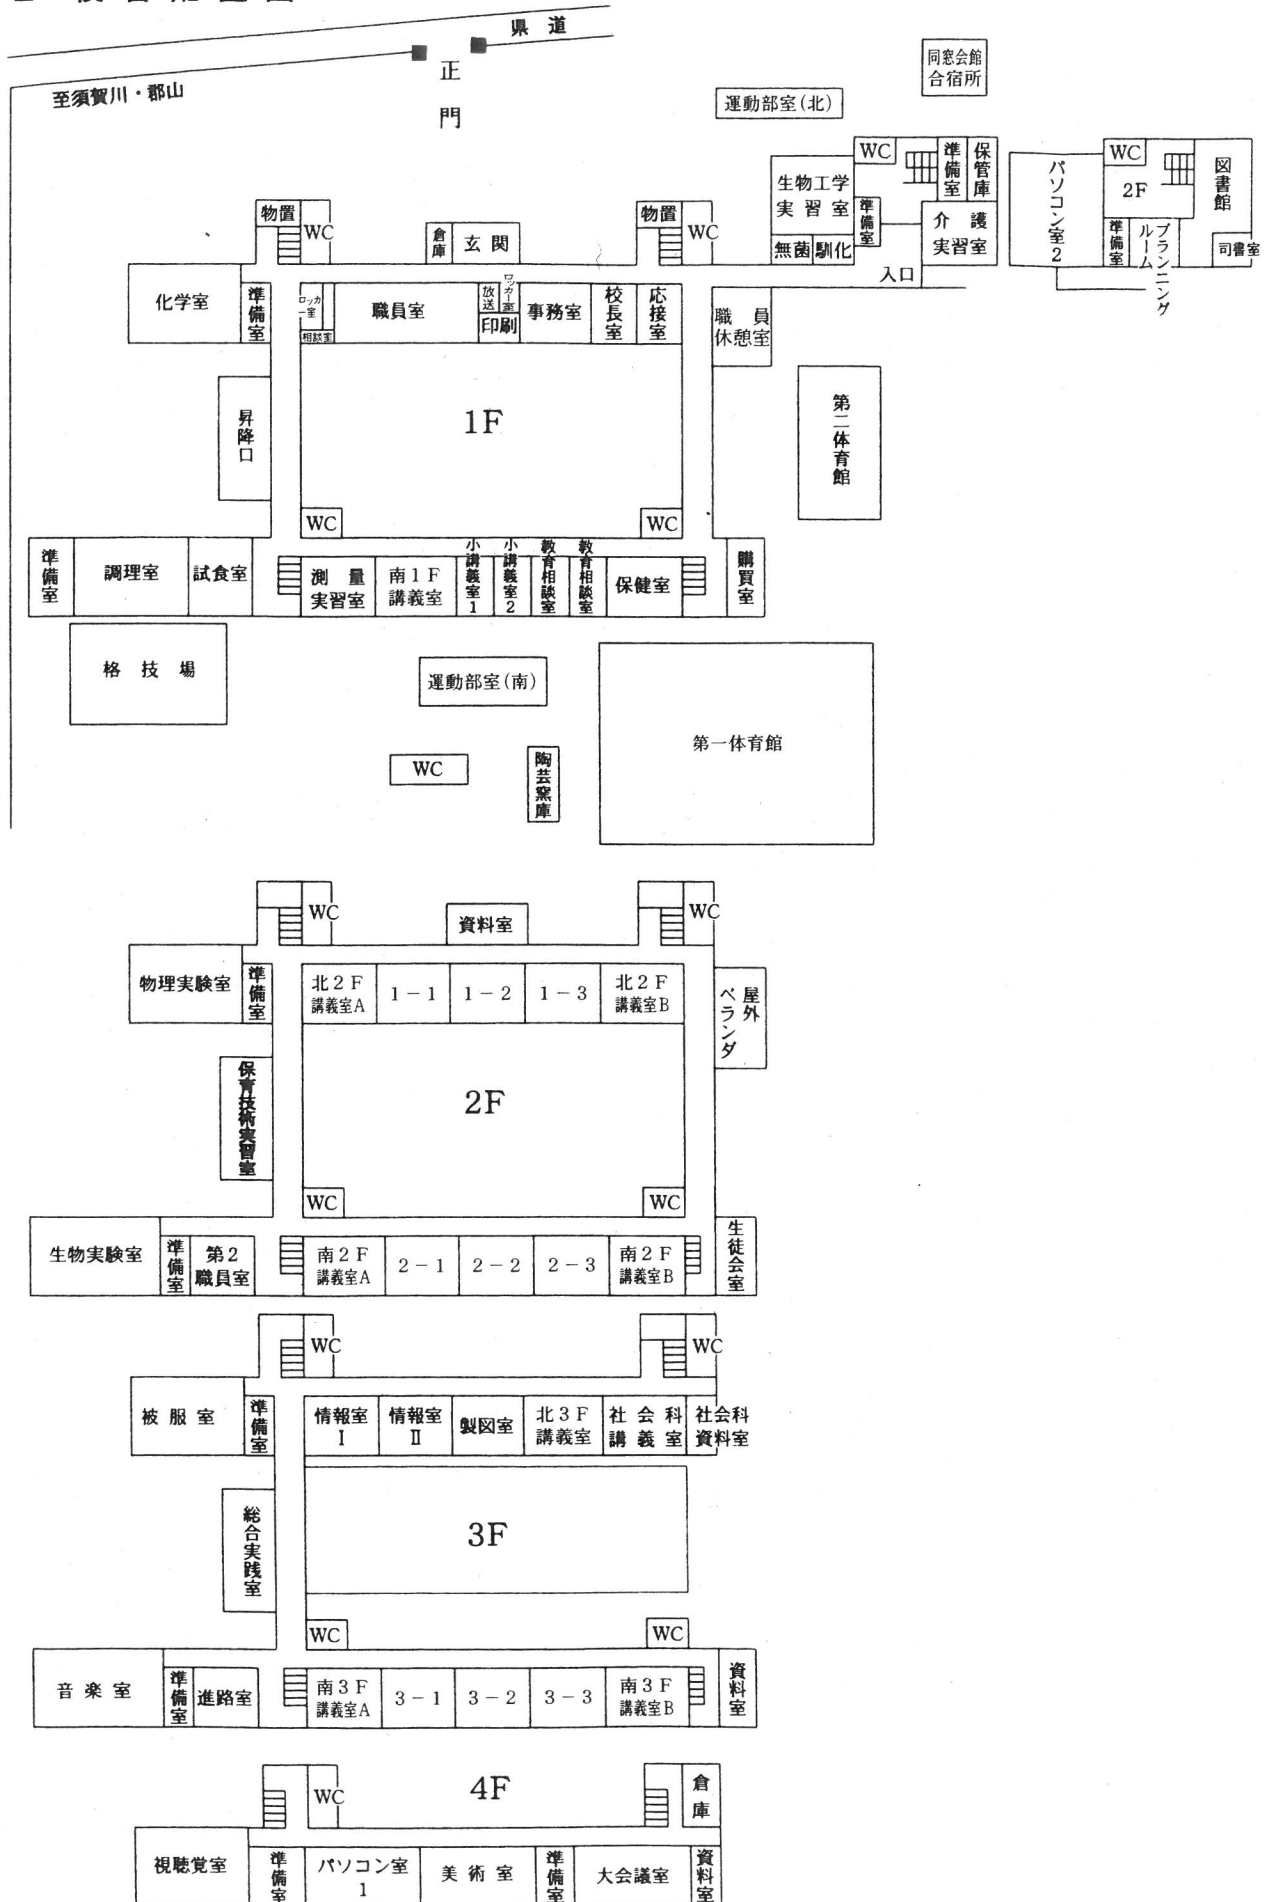 県道
正門
至須賀川・郡山
同窓会館
合宿所
運動部室(北)
WC
準備室
保管庫
生物工学
実習室
準備室
介護
実習室
無菌
馴化
入口
パソコン室2
WC
2F
図書館
準備室
プランニング
ルーム
司書室
物置
WC
倉庫
玄関
物置
WC
化学室
準備室
ロッカー室
相談室
職員室
放送
ロッカー室
印刷
事務室
校長室
応接室
職員
休憩室
昇降口
1F
第二体育館
WC
WC
準備室
調理室
試食室
測量
実習室
南1F
講義室
小講義室1
小講義室2
教育相談室
教育相談室
保健室
購買室
格技場
運動部室(南)
第一体育館
WC
陶芸窯庫
WC
資料室
WC
物理実験室
準備室
北2F
講義室A
1-1
1-2
1-3
北2F
講義室B
屋外
ベランダ
保育技術実習室
2F
WC
WC
生物実験室
準備室
第2
職員室
南2F
講義室A
2-1
2-2
2-3
南2F
講義室B
生徒会室
WC
WC
被服室
準備室
情報室
I
情報室
II
製図室
北3F
講義室
社会科
講義室
社会科
資料室
総合実践室
3F
WC
WC
音楽室
準備室
進路室
南3F
講義室A
3-1
3-2
3-3
南3F
講義室B
資料室
WC
4F
倉庫
視聴覚室
準備室
パソコン室
1
美術室
準備室
大会議室
資料室